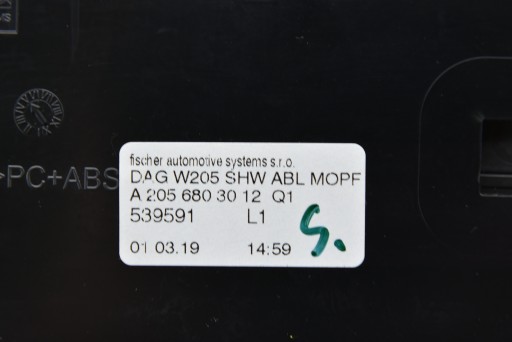 fischer automotive systems s.r.o.
DAG W205 SHW ABL MOPF
>PC+ABS
A 205 680 30 12 Q1
539591 L1
S.
01 03.19 14:59